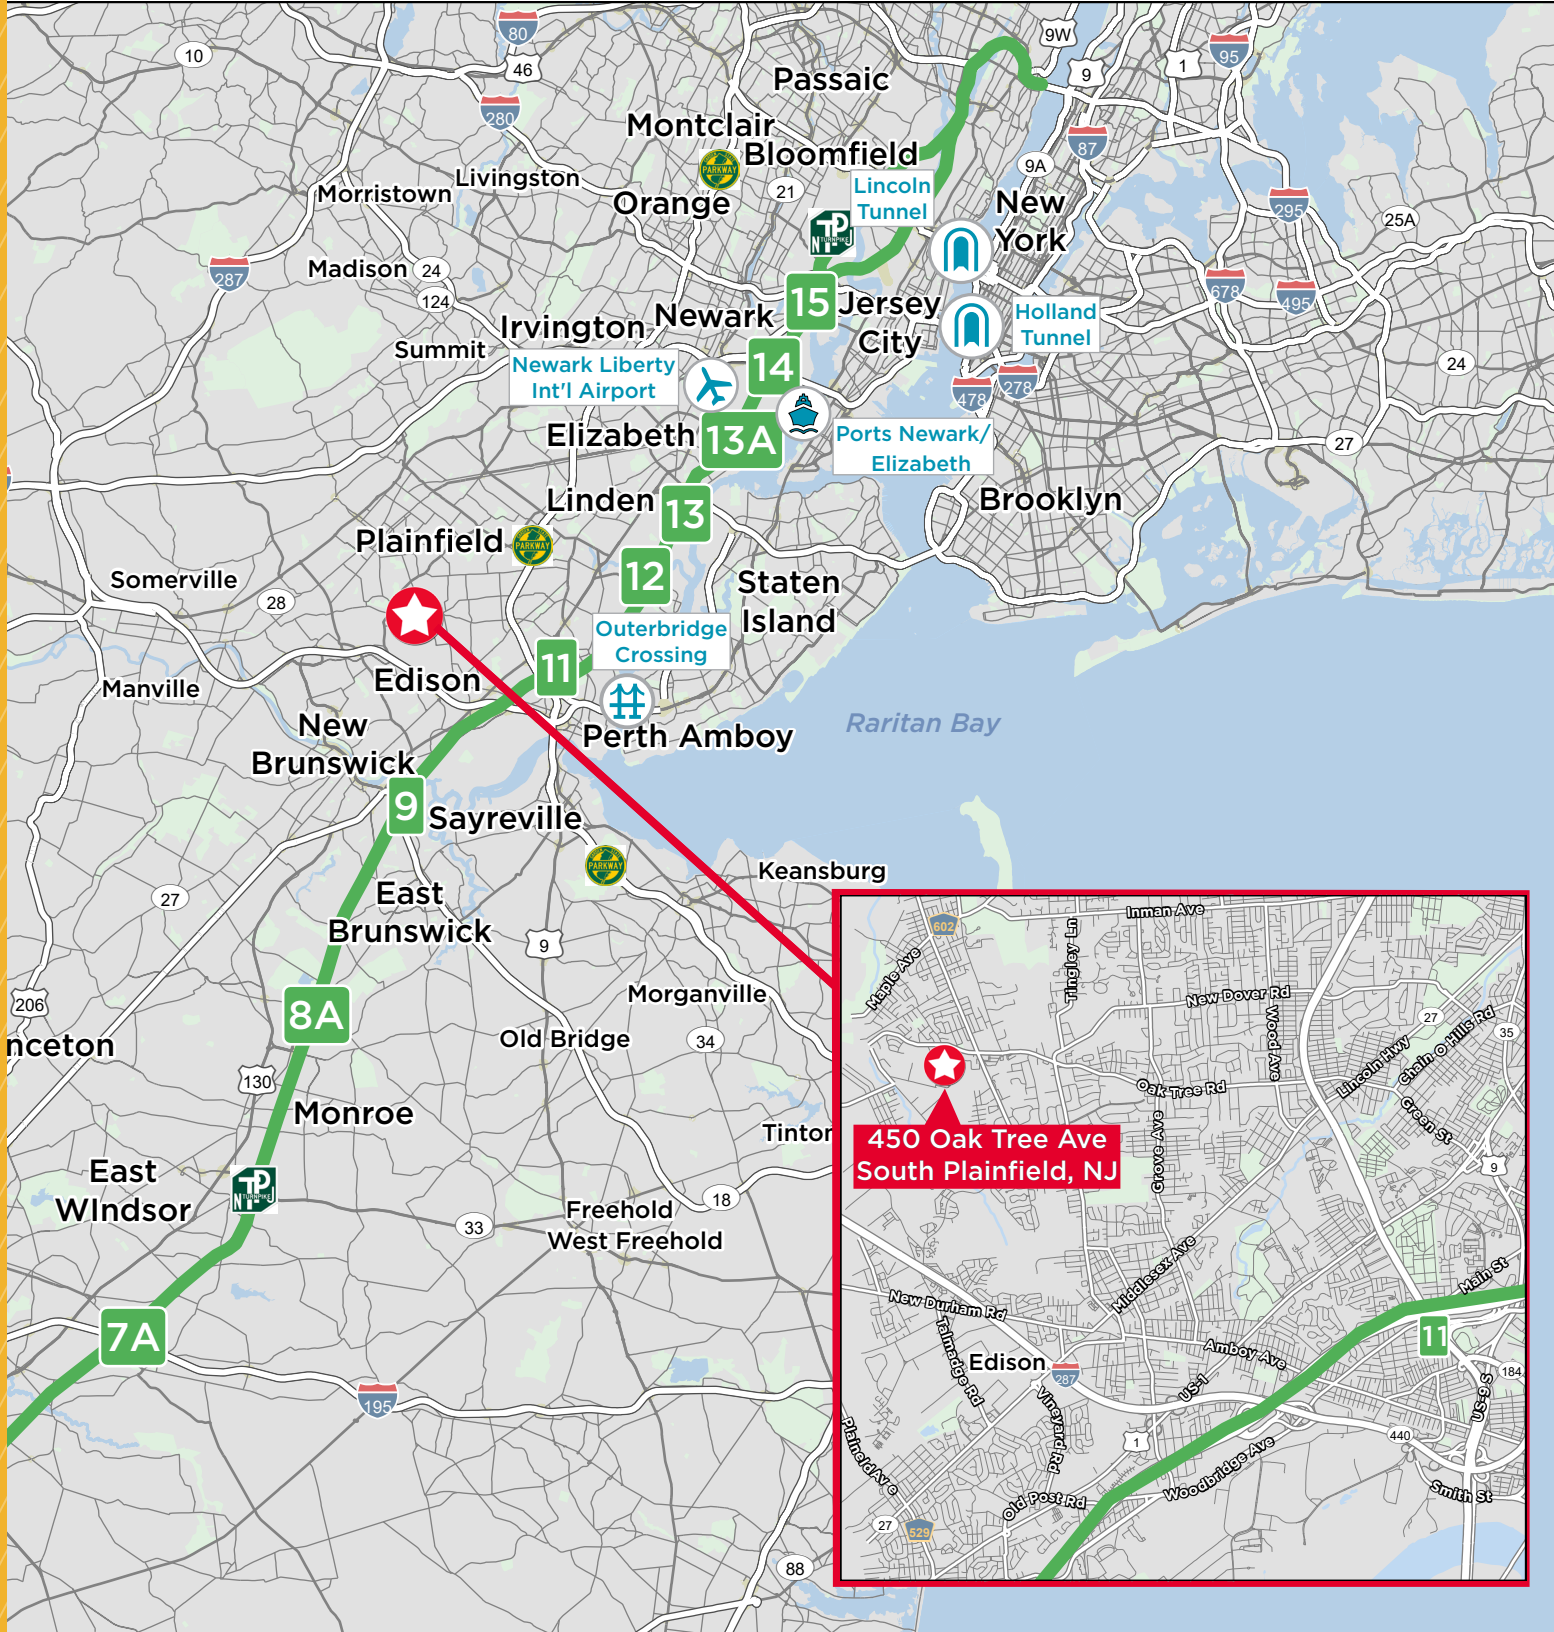 80
9W
10
46
9
1
95
Passaic
280
Montclair
Bloomfield
87
PARKWAY
9A
Livingston
Morristown
21
Lincoln
Tunnel
Orange
New
York
295
25A
NTP
TURNPIKE
Madison
24
287
124
15
Jersey
City
678
495
Irvington
Newark
Holland
Tunnel
Summit
Newark Liberty
Int'l Airport
14
24
278
478
Elizabeth
13A
Ports Newark/
Elizabeth
27
Linden
13
Brooklyn
Plainfield
PARKWAY
12
Somerville
28
Staten
Island
Outerbridge
Crossing
11
Edison
Manville
New
Brunswick
Perth Amboy
Raritan Bay
9
Sayreville
PARKWAY
Keansburg
27
East
Brunswick
9
206
8A
Morganville
Old Bridge
34
nceton
130
Monroe
Tinton
East
WIndsor
NTP
TURNPIKE
18
33
Freehold
West Freehold
7A
195
88
Inman Ave
602
Tingley Ln
Maple Ave
New Dover Rd
Wood Ave
27
35
Lincoln Hwy
Chain O Hills Rd
Oak Tree Rd
Green St
450 Oak Tree Ave
South Plainfield, NJ
Grove Ave
9
Middlesex Ave
Main St
New Durham Rd
Talmadge Rd
11
Amboy Ave
Edison
287
184
US-1
US-9 S
Vineyard Rd
Plainfield Ave
1
440
Woodbridge Ave
Smith St
Old Post Rd
27
529